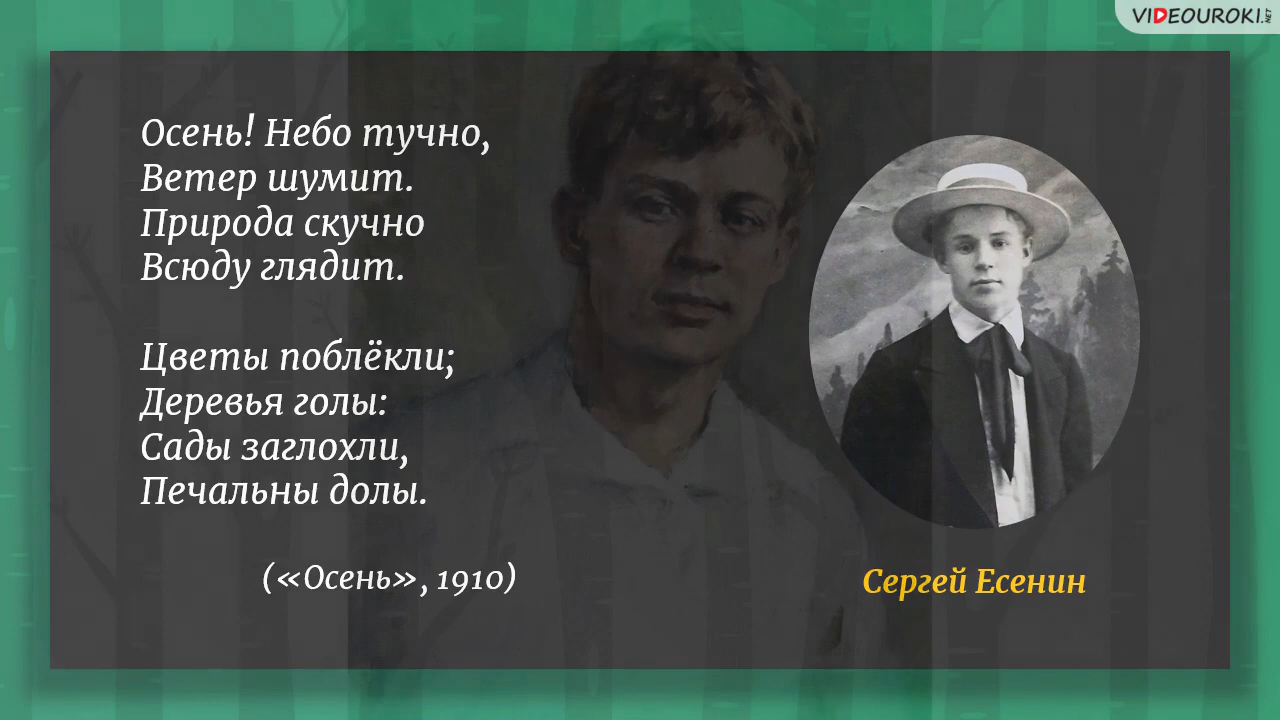 VIDEOUROKI.NET
Осень! Небо тучно,
Ветер шумит.
Природа скучно
Всюду глядит.
Цветы поблёкли;
Деревья голы:
Сады заглохли,
Печальны долы.
(«Осень», 1910)
Сергей Есенин